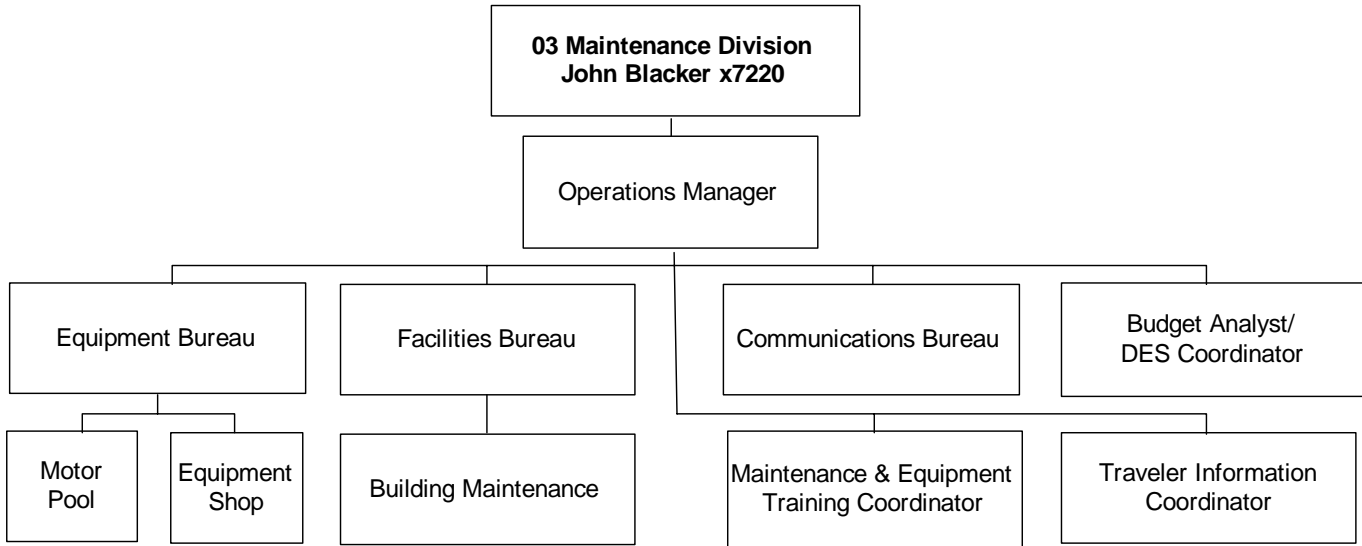 03 Maintenance Division
John Blacker x7220
Operations Manager
Equipment Bureau
Facilities Bureau
Communications Bureau
Budget Analyst/
DES Coordinator
Motor
Pool
Equipment
Shop
Building Maintenance
Maintenance & Equipment
Training Coordinator
Traveler Information
Coordinator